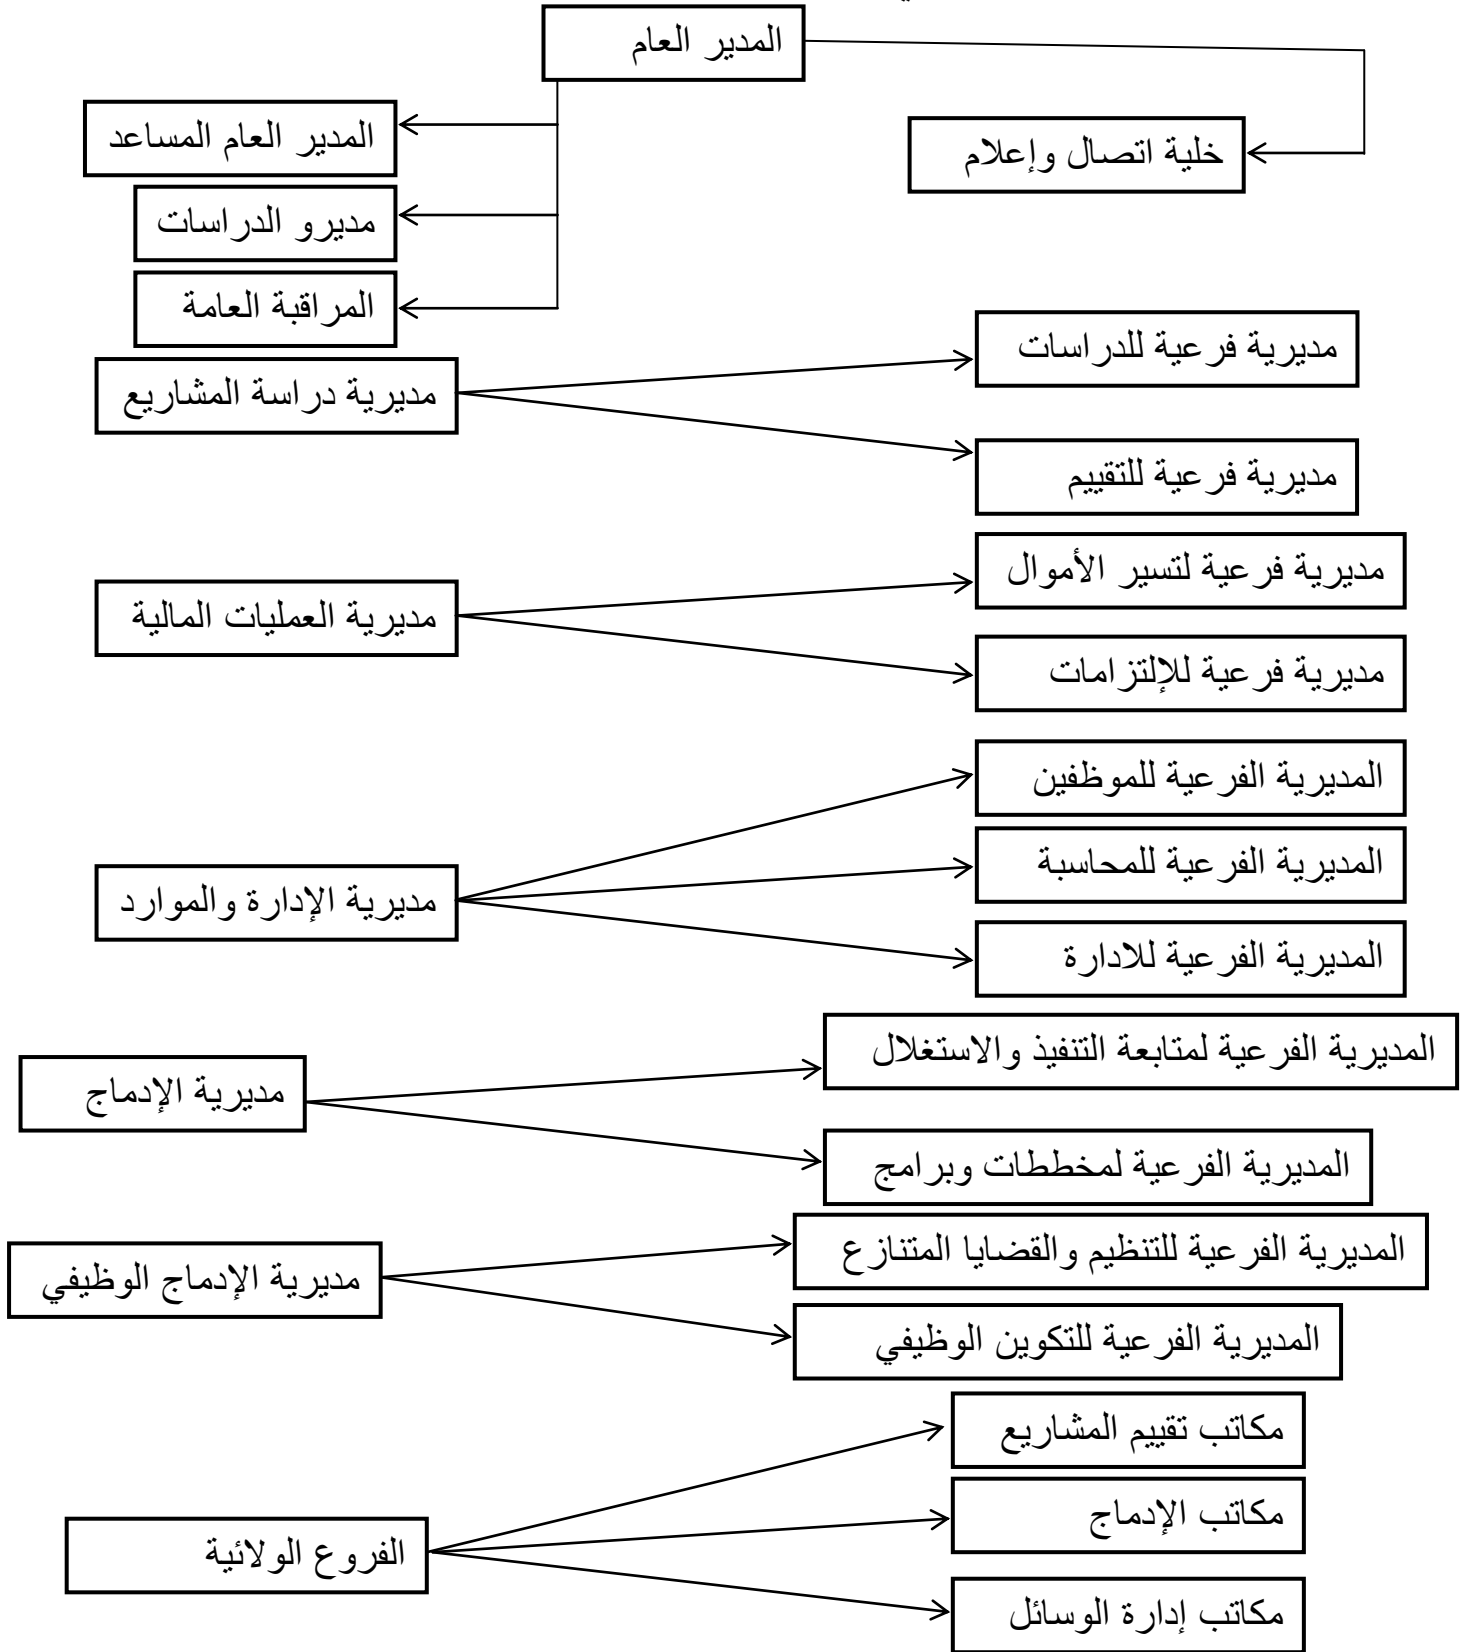 المدير العام
خلية اتصال وإعلام
المدير العام المساعد
مديرو الدراسات
المراقبة العامة
مديرية دراسة المشاريع
مديرية فرعية للدراسات
مديرية فرعية للتقييم
مديرية العمليات المالية
مديرية فرعية لتسير الأموال
مديرية فرعية للإلتزامات
مديرية الإدارة والموارد
المديرية الفرعية للموظفين
المديرية الفرعية للمحاسبة
المديرية الفرعية للادارة
مديرية الإدماج
المديرية الفرعية لمتابعة التنفيذ والاستغلال
المديرية الفرعية لمخططات وبرامج
مديرية الإدماج الوظيفي
المديرية الفرعية للتنظيم والقضايا المتنازع
المديرية الفرعية للتكوين الوظيفي
الفروع الولائية
مكاتب تقييم المشاريع
مكاتب الإدماج
مكاتب إدارة الوسائل